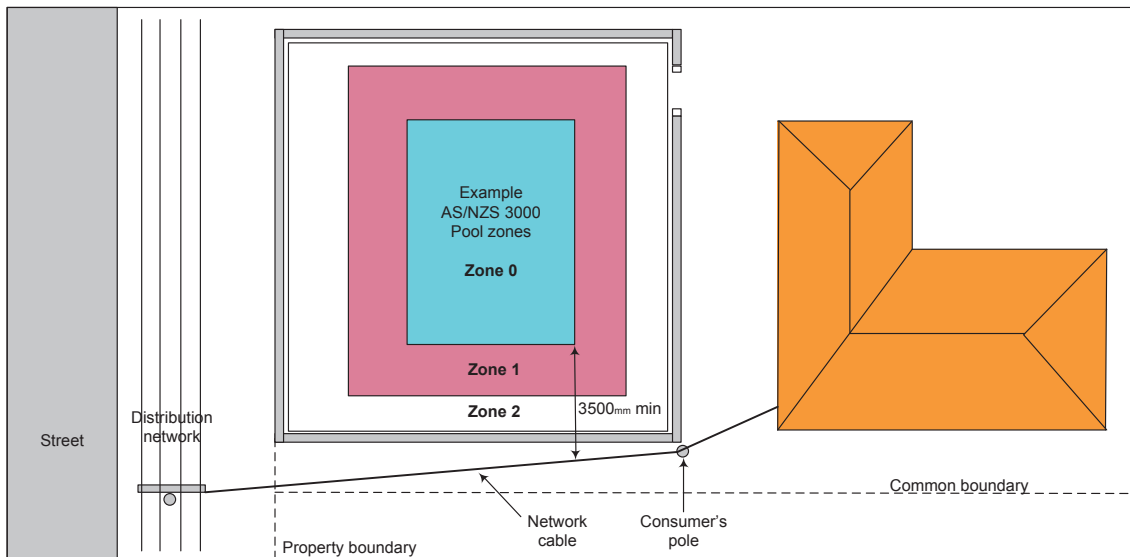 Example
AS/NZS 3000
Pool zones
Zone 0
Zone 1
Zone 2
3500mm min
Distribution
network
Street
Common boundary
Network
cable
Consumer's
pole
Property boundary